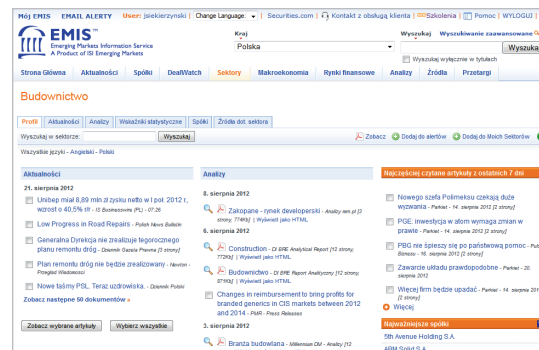 Mój EMIS EMAIL ALERTY User: jsiekierzynski | Change Language: | Securities.com | Kontakt z obsługą klienta | Szkolenia | Pomoc | WYLOGUJ |
EMIS™
Emerging Markets Information Service
A Product of ISI Emerging Markets
Kraj
Polska
Wyszukaj Wyszukiwanie zaawansowane
Wyszukaj
Wyszukaj wyłącznie w tytułach
Strona Główna Aktualności Spółki DealWatch Sektory Makroekonomia Rynki finansowe Analizy Źródła Przetargi
Budownictwo
Profil Aktualności Analizy Wskaźniki statystyczne Spółki Źródła dot. sektora
Wyszukaj w sektorze: Wyszukaj Zobacz Dodaj do alertów Dodaj do Moich Sektorów
Wszystkie języki - Angielski - Polski
Aktualności
21. sierpnia 2012
Unibep miał 8,89 mln zł zysku netto w I poł. 2012 r.,
wzrost o 40,5% r/r - IS Businesswire (PL) - 07:26
Low Progress in Road Repairs - Polish News Bulletin
Generalna Dyrekcja nie zrealizuje tegorocznego
planu remontu dróg - Dziennik Gazeta Prawna [3 strony]
Plan remontu dróg nie będzie zrealizowany - Newton -
Przegląd Wiadomości
Nowe taśmy PSL. Teraz uzdrowiska. - Dziennik Polski
Zobacz następne 50 dokumentów »
Zobacz wybrane artykuły Wybierz wszystkie
Analizy
8. sierpnia 2012
Zakopane - rynek deweloperski - Analizy rem.pl [3
strony, 774Kb] | Wyświetl jako HTML
6. sierpnia 2012
Construction - DI BRE Analytical Report [12 strony,
772Kb] | Wyświetl jako HTML
Budownictwo - DI BRE Raport Analityczny [12 strony,
871Kb] | Wyświetl jako HTML
Changes in reimbursement to bring profits for
branded generics in CIS markets between 2012
and 2014 - PMR - Press Releases
3. sierpnia 2012
Branża budowlana - Millennium DM - Analizy [12
Najczęściej czytane artykuły z ostatnich 7 dni
Nowego szefa Polimeksu czekają duże
wyzwania - Parkiet - 14. sierpnia 2012 [2 strony]
PGE: inwestycja w atom wymaga zmian w
prawie - Parkiet - 14. sierpnia 2012 [2 strony]
PBG nie śpieszy się po państwową pomoc - Puls
Biznesu - 16. sierpnia 2012 [2 strony]
Zawarcie układu prawdopodobne - Parkiet - 20.
sierpnia 2012
Więcej firm będzie upadać - Parkiet - 14. sierpnia 201
[2 strony]
Więcej
Najważniejsze spółki
5th Avenue Holding S.A.
ABM Solid S.A.